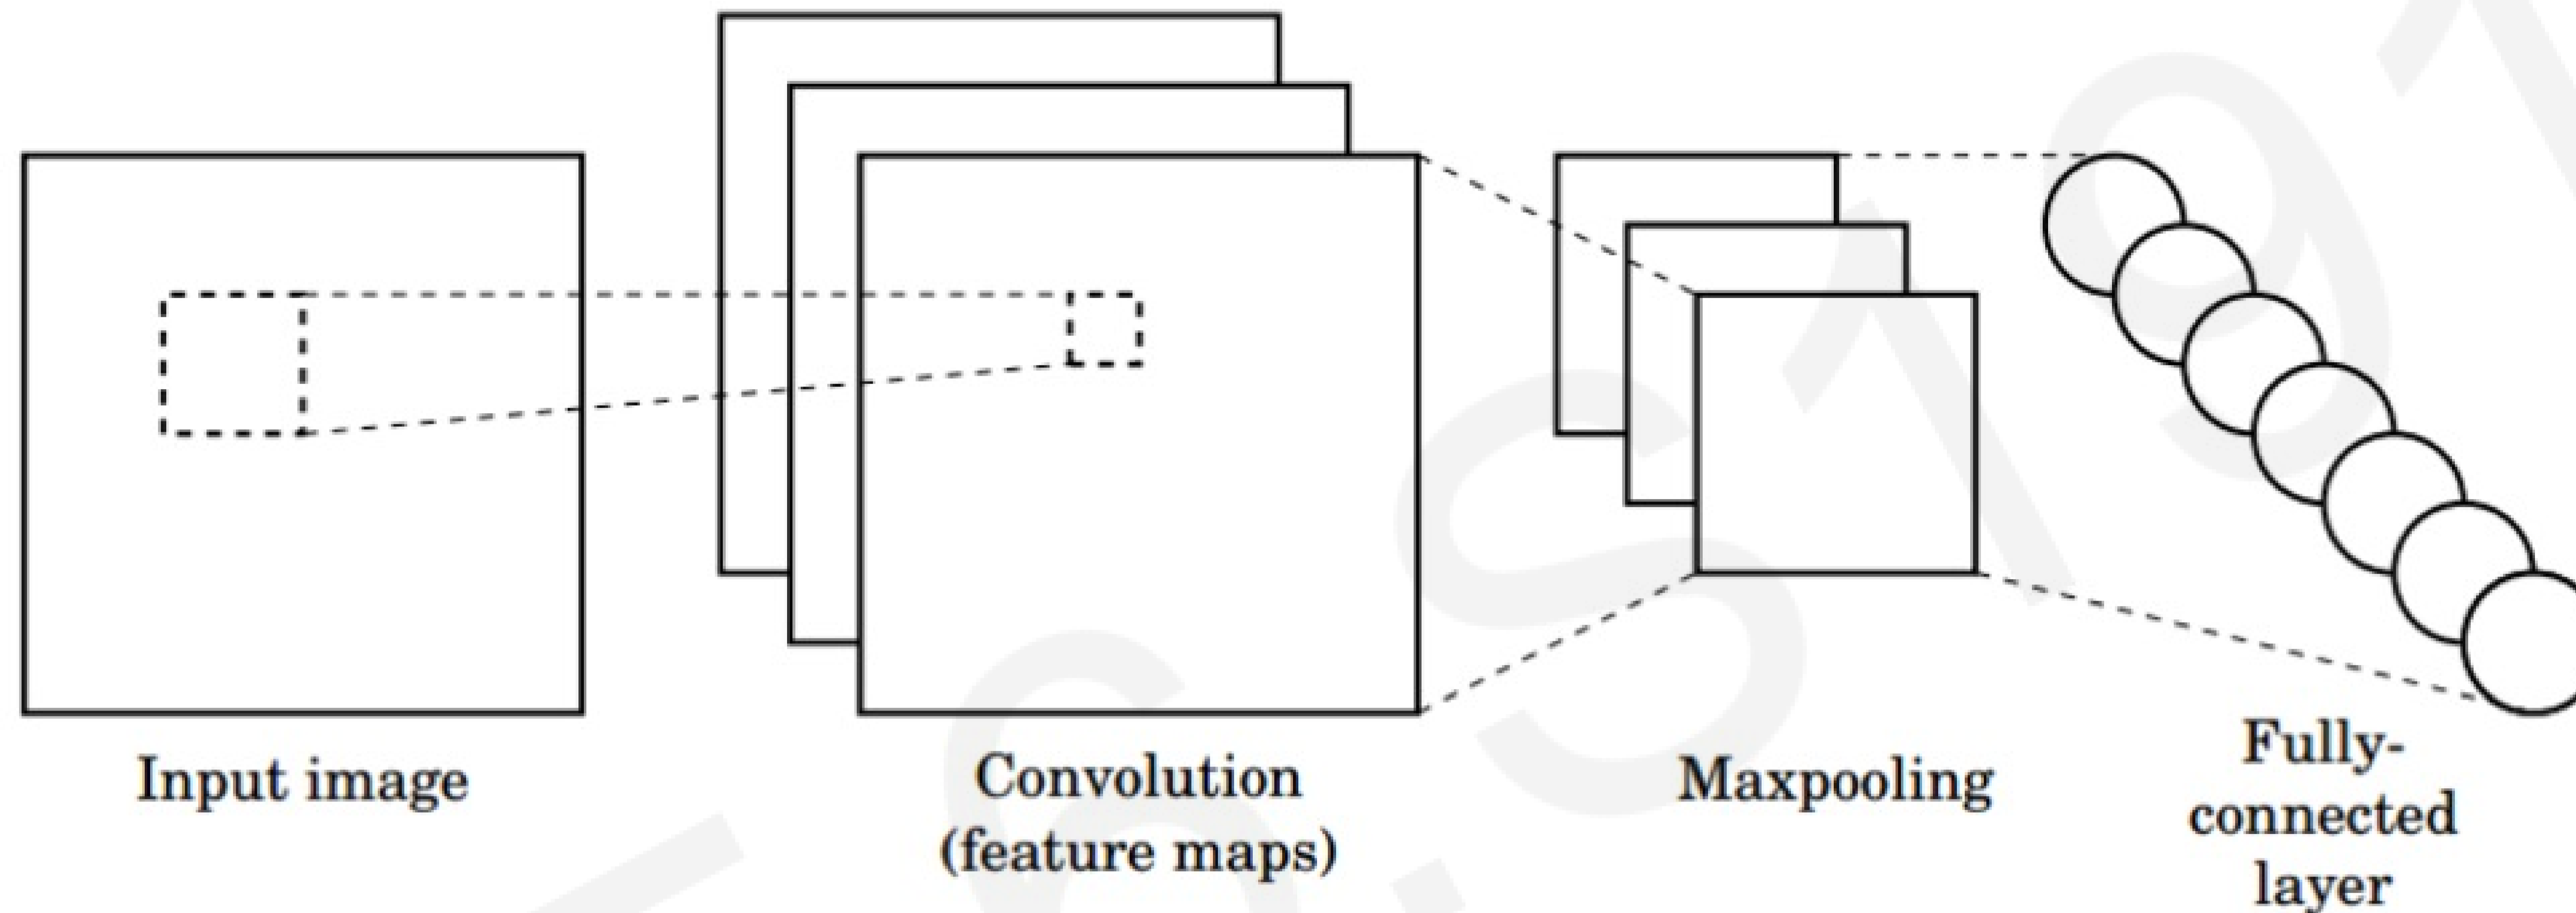 Input image
Convolution
(feature maps)
Maxpooling
Fully-
connected
layer